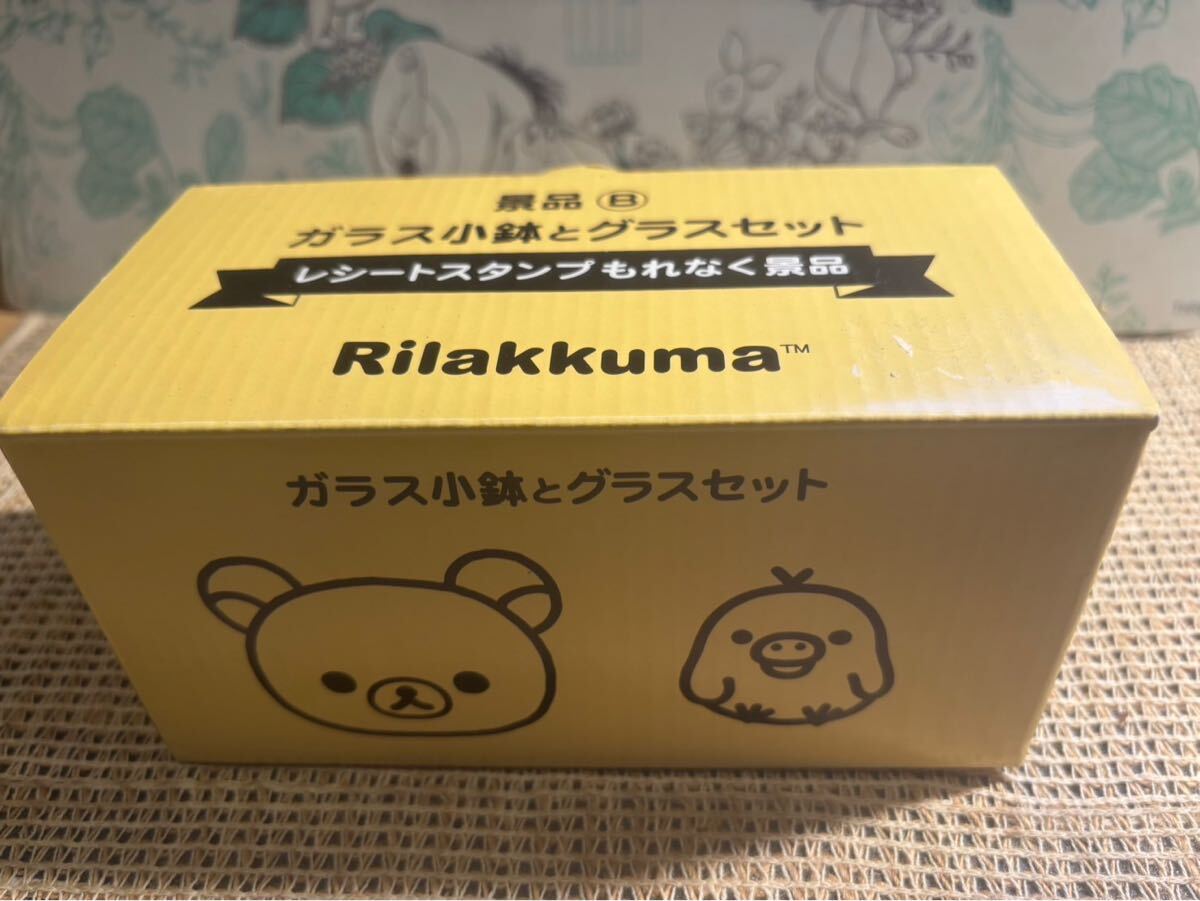 景品 Ⓑ
ガラス小鉢とグラスセット
レシートスタンプもれなく景品
Rilakkuma™
ガラス小鉢とグラスセット